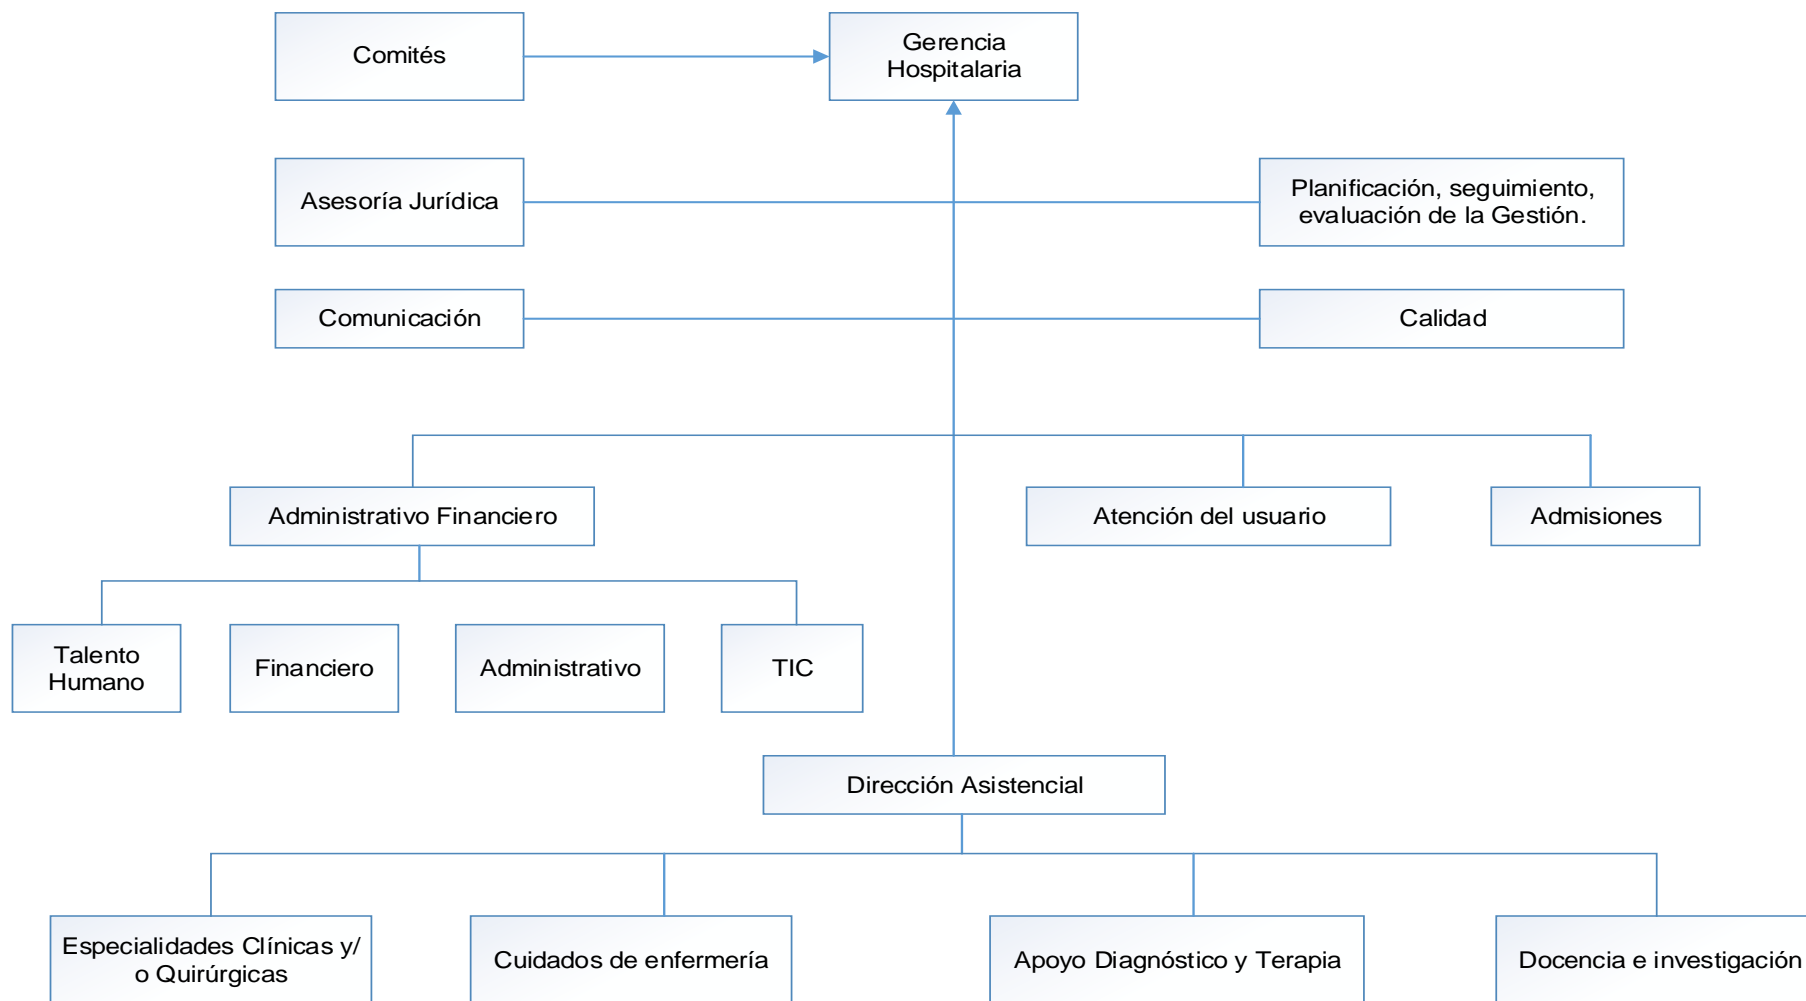 Comités
Gerencia
Hospitalaria
Asesoría Jurídica
Planificación, seguimiento,
evaluación de la Gestión.
Comunicación
Calidad
Administrativo Financiero
Atención del usuario
Admisiones
Talento
Humano
Financiero
Administrativo
TIC
Dirección Asistencial
Especialidades Clínicas y/
o Quirúrgicas
Cuidados de enfermería
Apoyo Diagnóstico y Terapia
Docencia e investigación